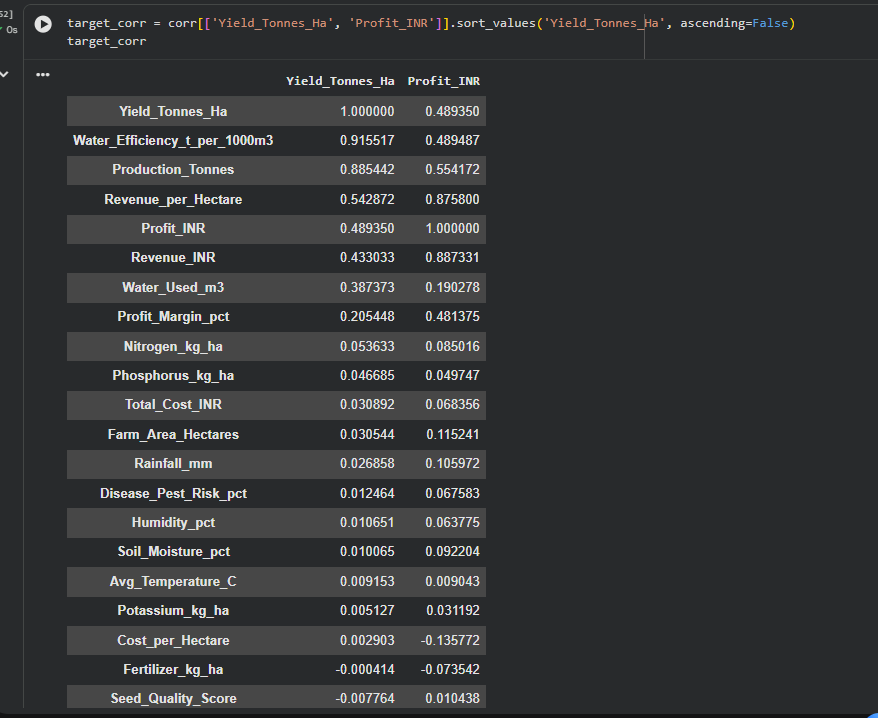 52]
0s
target_corr = corr[['Yield_Tonnes_Ha', 'Profit_INR']].sort_values('Yield_Tonnes_Ha', ascending=False)
target_corr
Yield_Tonnes_Ha Profit_INR
Yield_Tonnes_Ha 1.000000 0.489350
Water_Efficiency_t_per_1000m3 0.915517 0.489487
Production_Tonnes 0.885442 0.554172
Revenue_per_Hectare 0.542872 0.875800
Profit_INR 0.489350 1.000000
Revenue_INR 0.433033 0.887331
Water_Used_m3 0.387373 0.190278
Profit_Margin_pct 0.205448 0.481375
Nitrogen_kg_ha 0.053633 0.085016
Phosphorus_kg_ha 0.046685 0.049747
Total_Cost_INR 0.030892 0.068356
Farm_Area_Hectares 0.030544 0.115241
Rainfall_mm 0.026858 0.105972
Disease_Pest_Risk_pct 0.012464 0.067583
Humidity_pct 0.010651 0.063775
Soil_Moisture_pct 0.010065 0.092204
Avg_Temperature_C 0.009153 0.009043
Potassium_kg_ha 0.005127 0.031192
Cost_per_Hectare 0.002903 -0.135772
Fertilizer_kg_ha -0.000414 -0.073542
Seed_Quality_Score -0.007764 0.010438